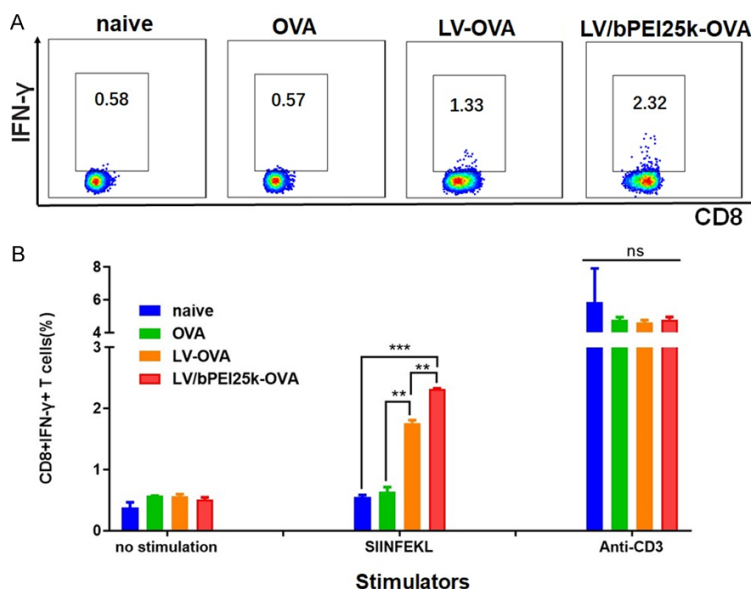 A
naive OVA LV-OVA LV/bPEI25k-OVA
IFN-γ
0.58 0.57 1.33 2.32
CD8
B
CD8+IFN-γ+ T cells(%)
8
6
4
3
2
1
0
naive
OVA
LV-OVA
LV/bPEI25k-OVA
ns
***
**
**
no stimulation SIINFEKL Anti-CD3
Stimulators